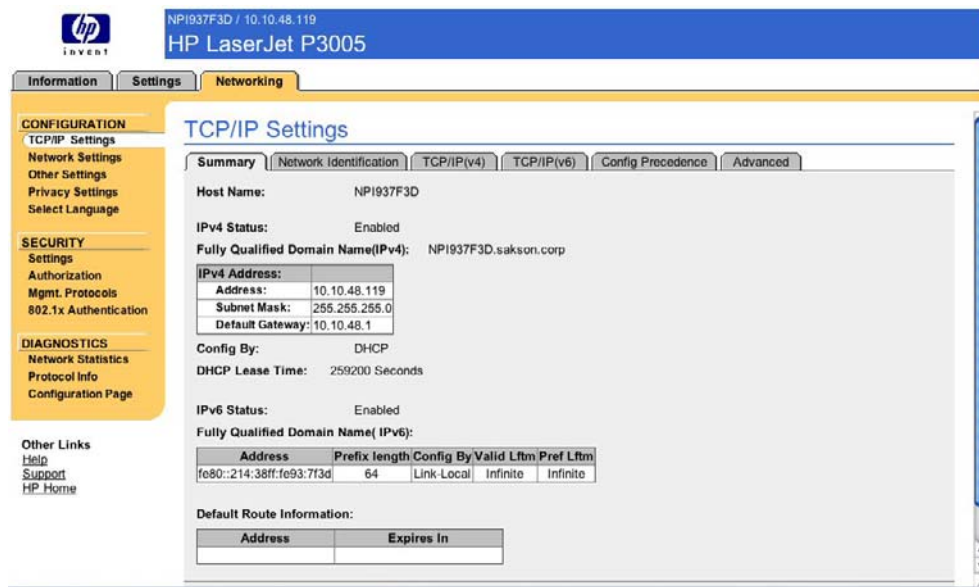 NPI937F3D / 10.10.48.119
hp
invent
HP LaserJet P3005
Information Settings Networking
CONFIGURATION
TCP/IP Settings
Network Settings
Other Settings
Privacy Settings
Select Language
SECURITY
Settings
Authorization
Mgmt. Protocols
802.1x Authentication
DIAGNOSTICS
Network Statistics
Protocol Info
Configuration Page
Other Links
Help
Support
HP Home
TCP/IP Settings
Summary Network Identification TCP/IP(v4) TCP/IP(v6) Config Precedence Advanced
Host Name: NPI937F3D
IPv4 Status: Enabled
Fully Qualified Domain Name(IPv4): NPI937F3D.sakson.corp
IPv4 Address:
Address: 10.10.48.119
Subnet Mask: 255.255.255.0
Default Gateway: 10.10.48.1
Config By: DHCP
DHCP Lease Time: 259200 Seconds
IPv6 Status: Enabled
Fully Qualified Domain Name( IPv6):
Address Prefix length Config By Valid Lftm Pref Lftm
fe80::214:38ff:fe93:7f3d 64 Link-Local Infinite Infinite
Default Route Information:
Address Expires In